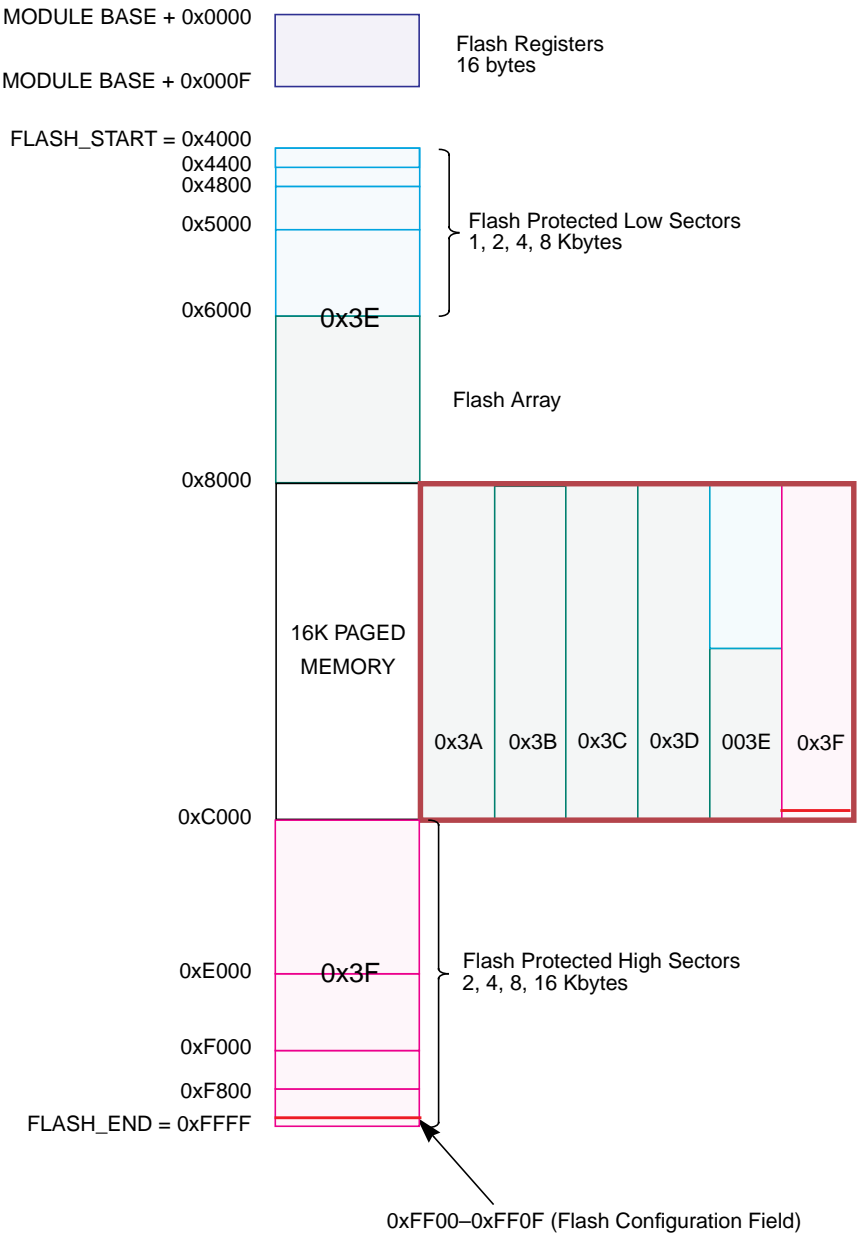 MODULE BASE + 0x0000
Flash Registers
16 bytes
MODULE BASE + 0x000F
FLASH_START = 0x4000
0x4400
0x4800
0x5000
Flash Protected Low Sectors
1, 2, 4, 8 Kbytes
0x6000
0x3E
Flash Array
0x8000
16K PAGED
MEMORY
0x3A
0x3B
0x3C
0x3D
003E
0x3F
0xC000
0xE000
0x3F
Flash Protected High Sectors
2, 4, 8, 16 Kbytes
0xF000
0xF800
FLASH_END = 0xFFFF
0xFF00–0xFF0F (Flash Configuration Field)